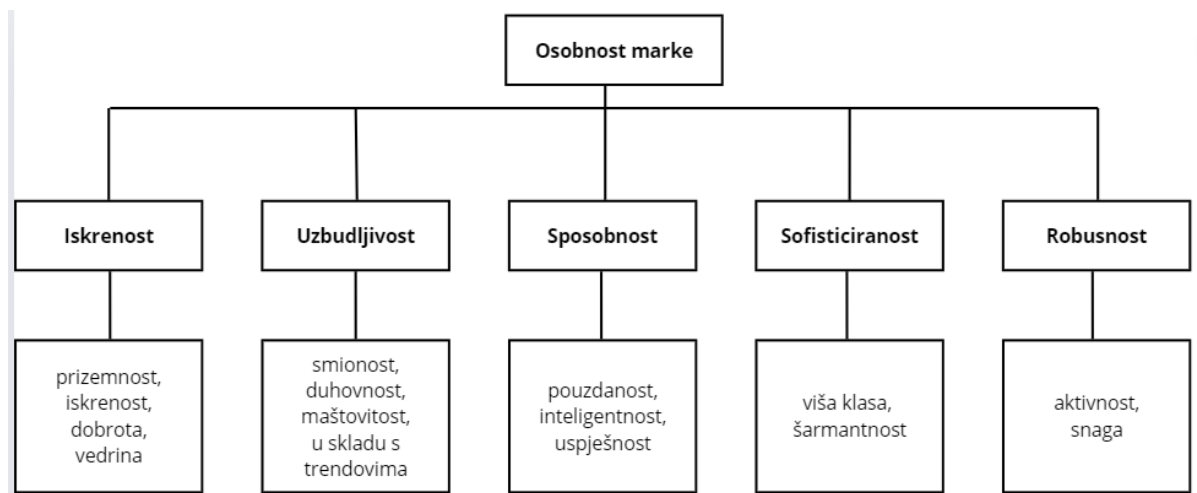 Osobnost marke
Iskrenost
Uzbudljivost
Sposobnost
Sofisticiranost
Robusnost
prizemnost,
iskrenost,
dobrota,
vedrina
smionost,
duhovnost,
maštovitost,
u skladu s
trendovima
pouzdanost,
inteligentnost,
uspješnost
viša klasa,
šarmantnost
aktivnost,
snaga